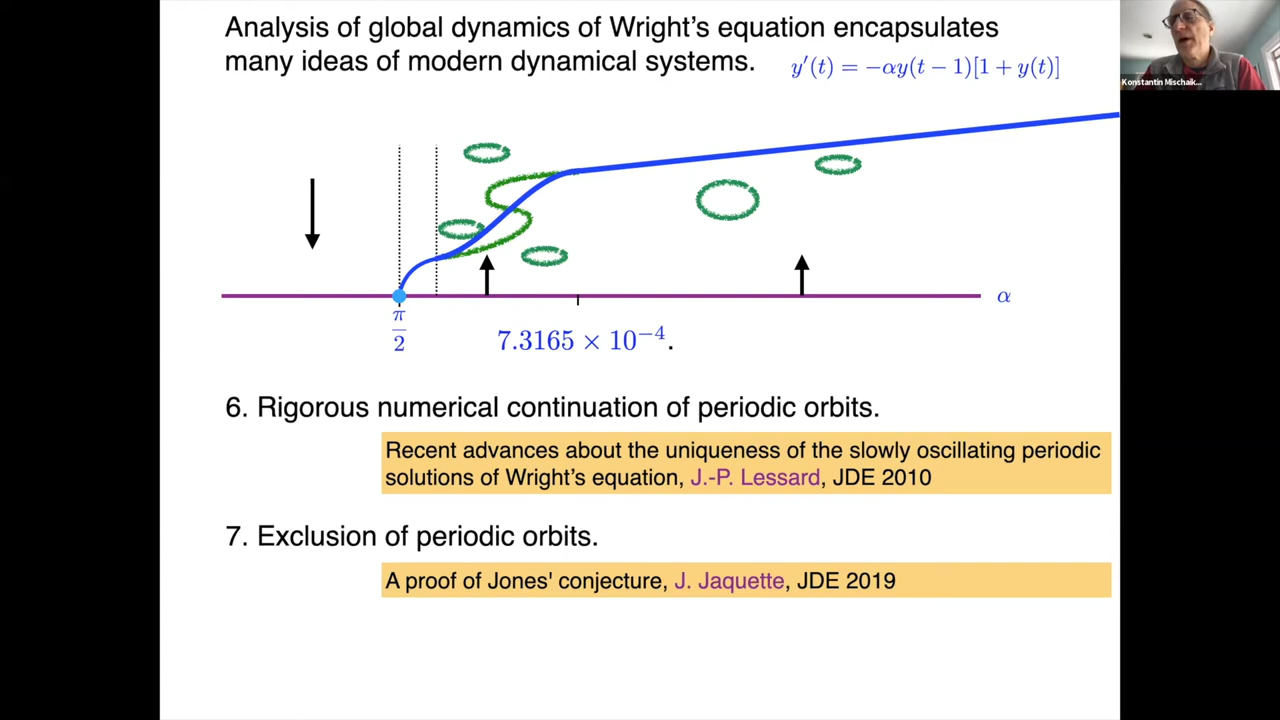 Analysis of global dynamics of Wright's equation encapsulates
many ideas of modern dynamical systems. y′(t) = −αy(t − 1)[1 + y(t)]
Konstantin Mischaik...
α
π
2
7.3165 × 10⁻⁴.
6. Rigorous numerical continuation of periodic orbits.
Recent advances about the uniqueness of the slowly oscillating periodic
solutions of Wright's equation, J.-P. Lessard, JDE 2010
7. Exclusion of periodic orbits.
A proof of Jones' conjecture, J. Jaquette, JDE 2019